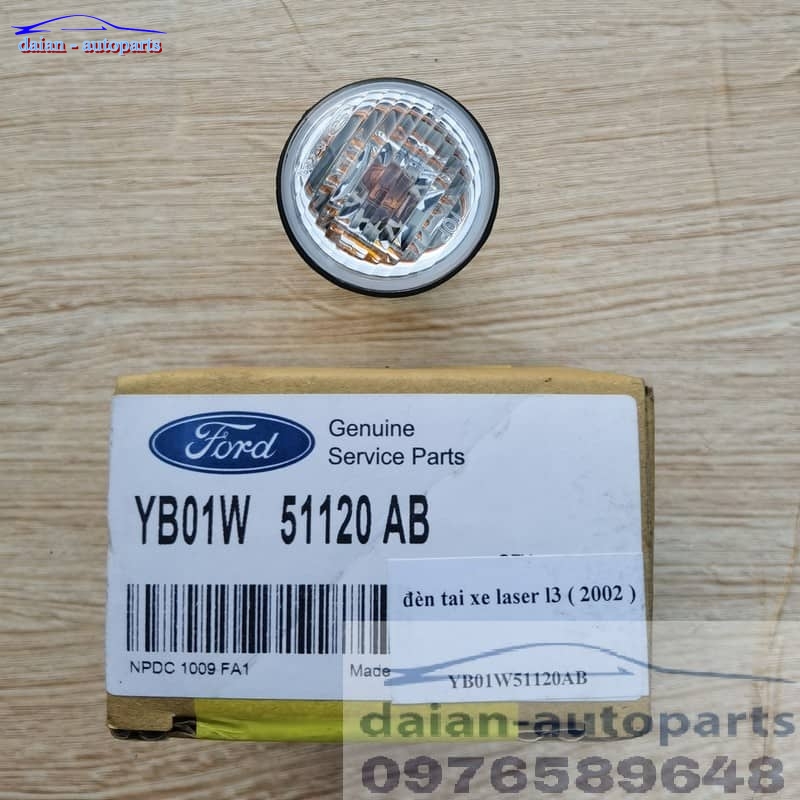 daian - autoparts
Ford
Genuine
Service Parts
YB01W 51120 AB
đèn tai xe laser l3 ( 2002 )
NPDC 1009 FA1
Made
YB01W51120AB
daian-autoparts
0976589648